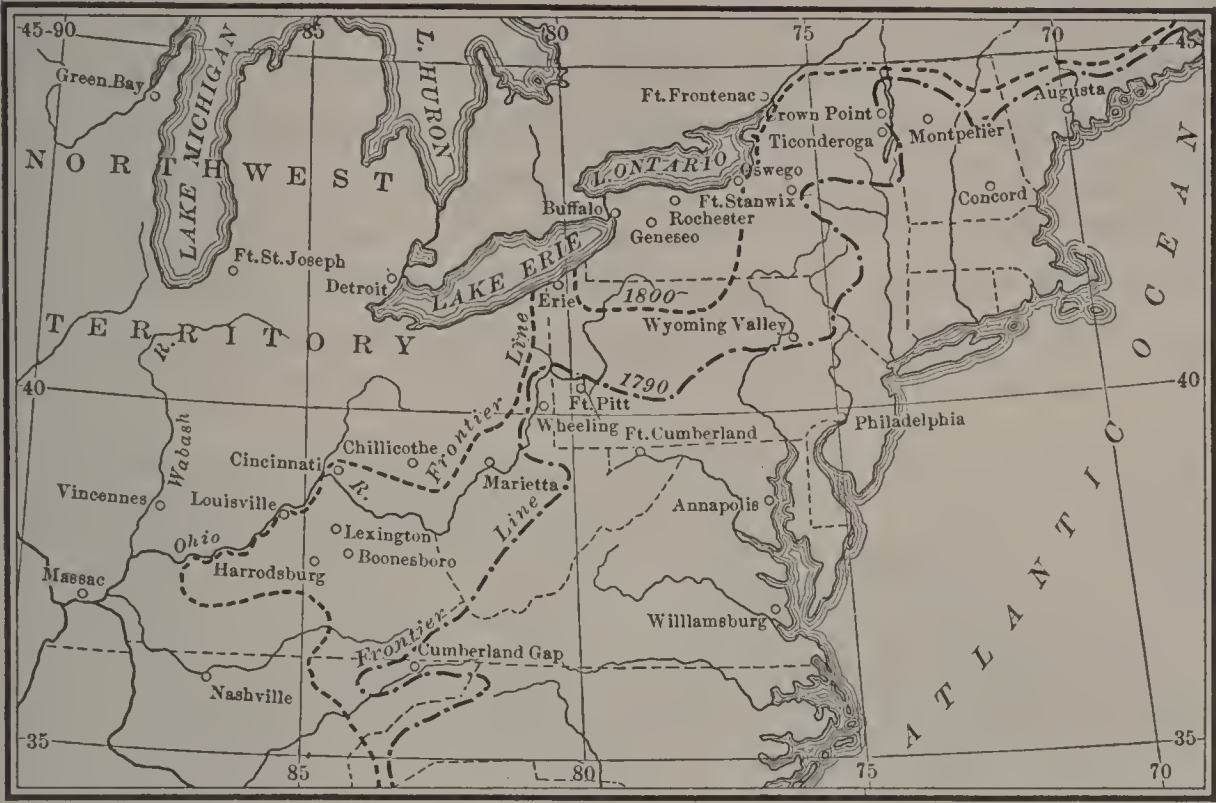 45-90
85
80
75
70
45
Green Bay
LAKE MICHIGAN
L. HURON
Ft. Frontenac
Crown Point
Ticonderoga
Montpelier
Augusta
NORTHWEST
L.ONTARIO
Oswego
Ft. Stanwix
Concord
Buffalo
Rochester
Geneseo
Ft. St. Joseph
Detroit
LAKE ERIE
Erie
1800
Wyoming Valley
TERRITORY
R.
Line
40
1790
40
Ft. Pitt
Wheeling
Ft. Cumberland
Philadelphia
Frontier
Chillicothe
Cincinnati
Wabash
Marietta
Vincennes
Louisville
R.
Line
Annapolis
Lexington
Boonesboro
Ohio
Harrodsburg
Massac
Willlamsburg
Frontier
Cumberland Gap
Nashville
ATLANTIC OCEAN
35
35
85
80
75
70